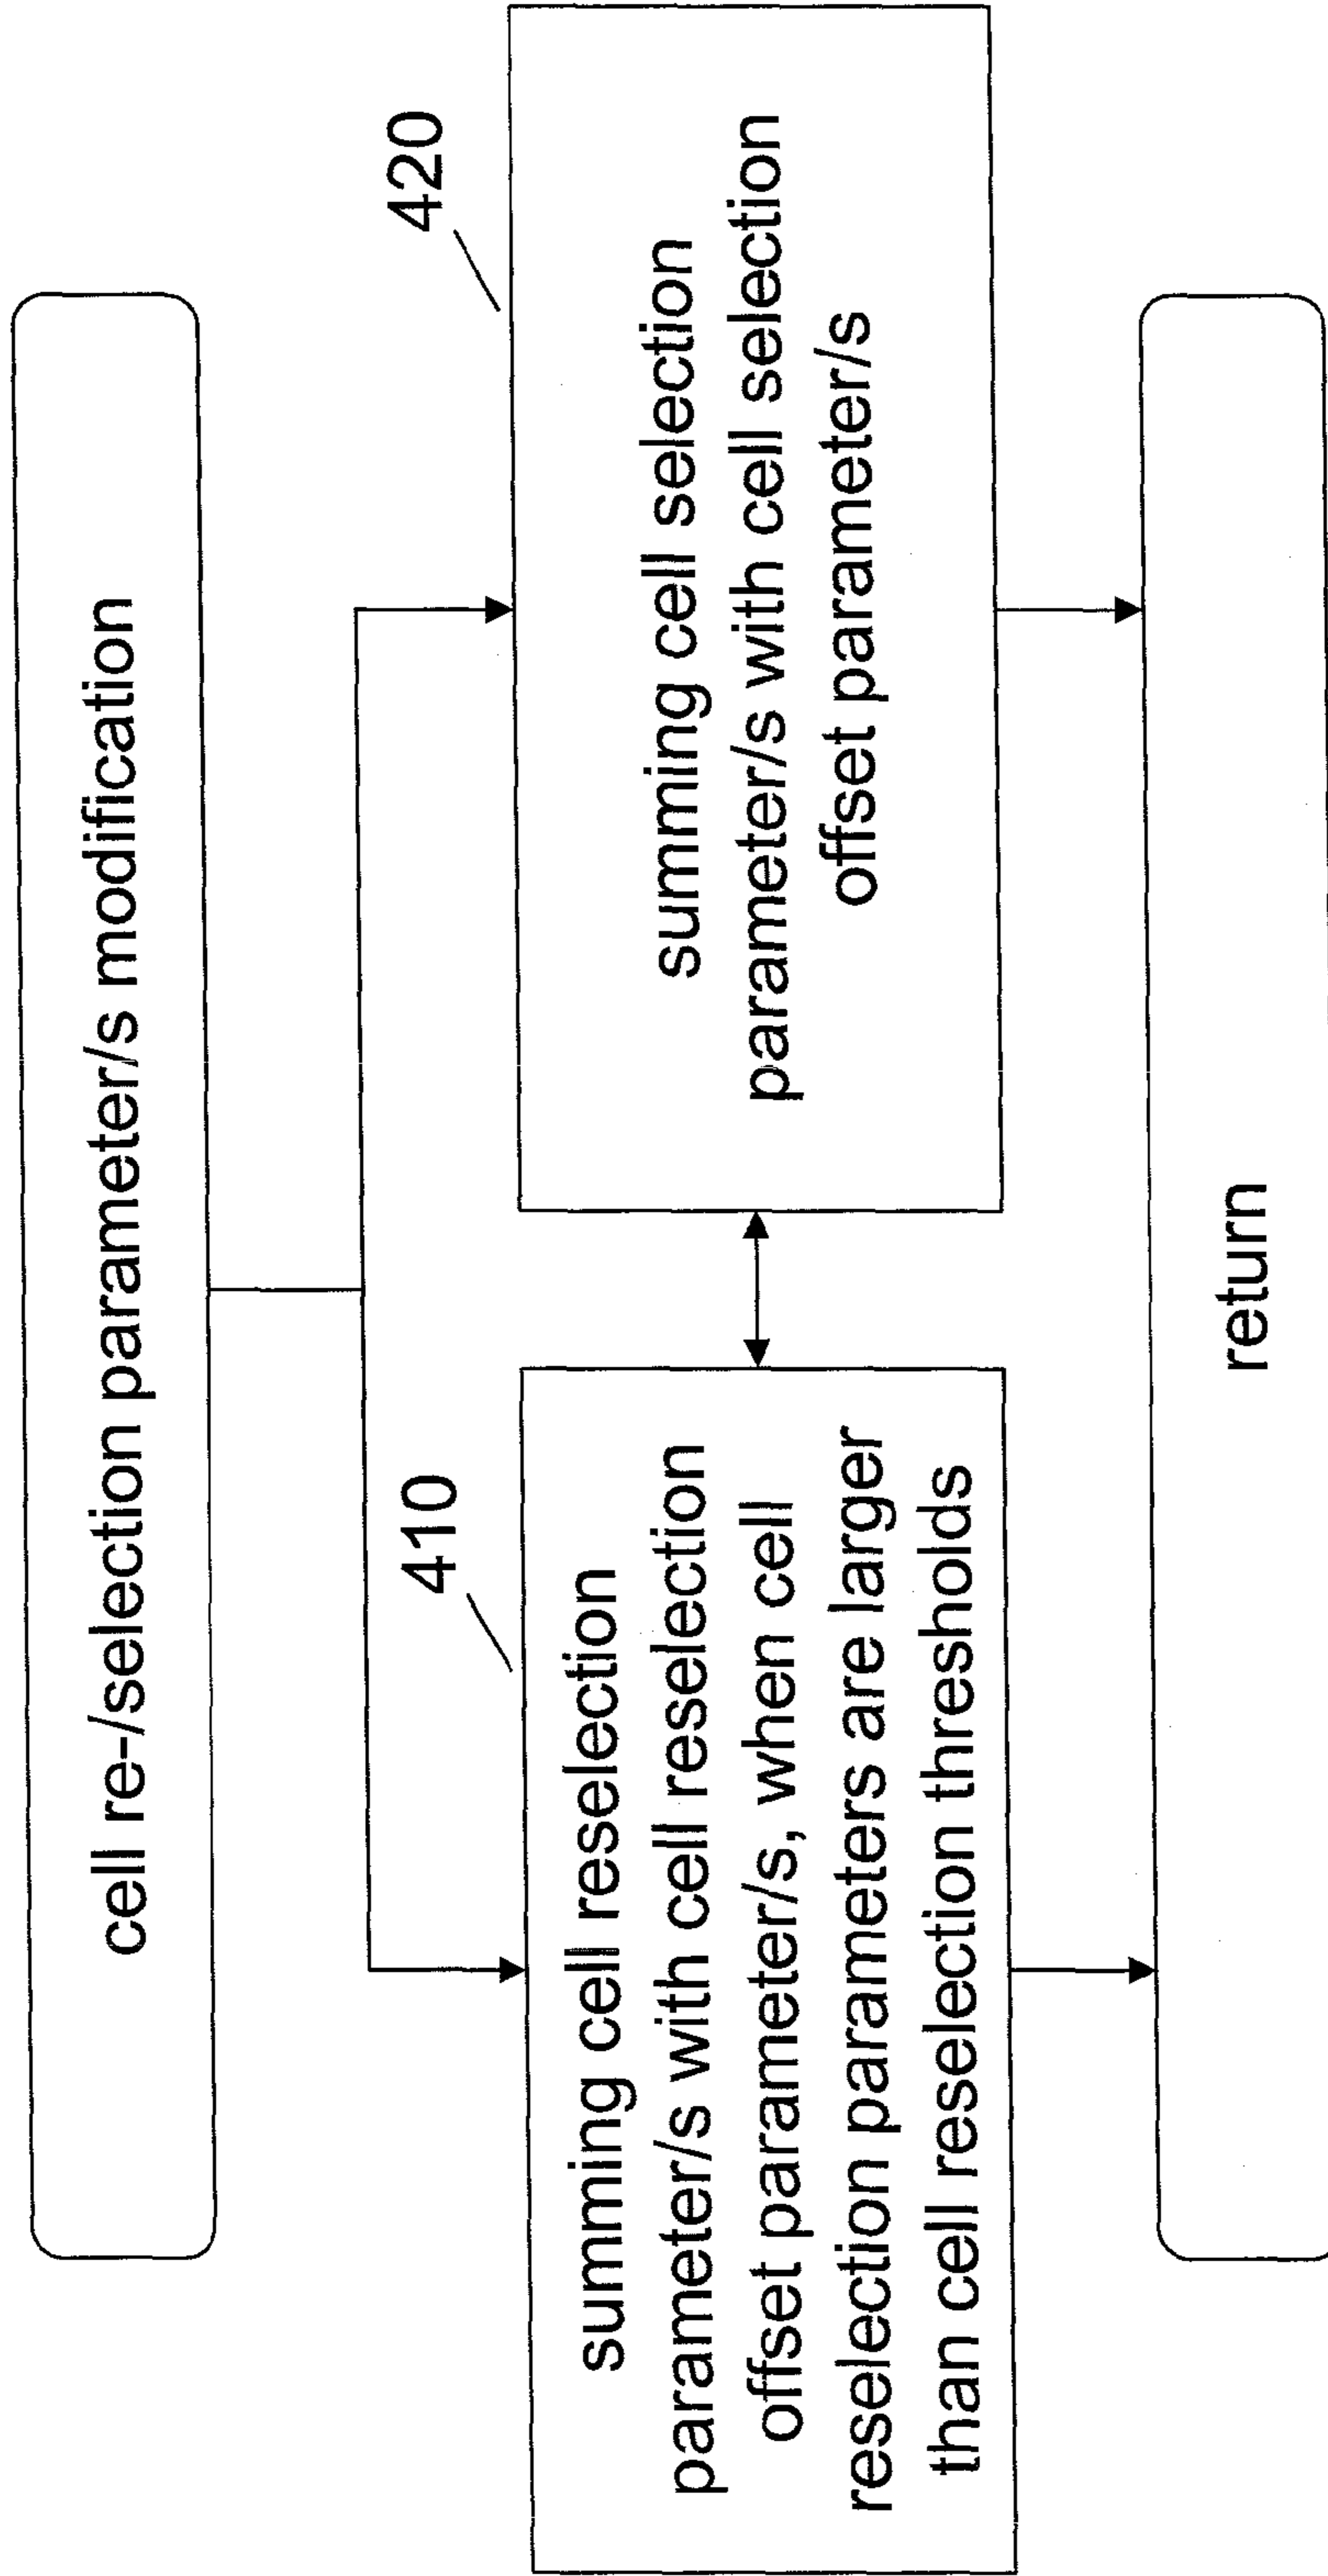 cell re-/selection parameter/s modification
410
summing cell reselection
parameter/s with cell reselection
offset parameter/s, when cell
reselection parameters are larger
than cell reselection thresholds
420
summing cell selection
parameter/s with cell selection
offset parameter/s
return